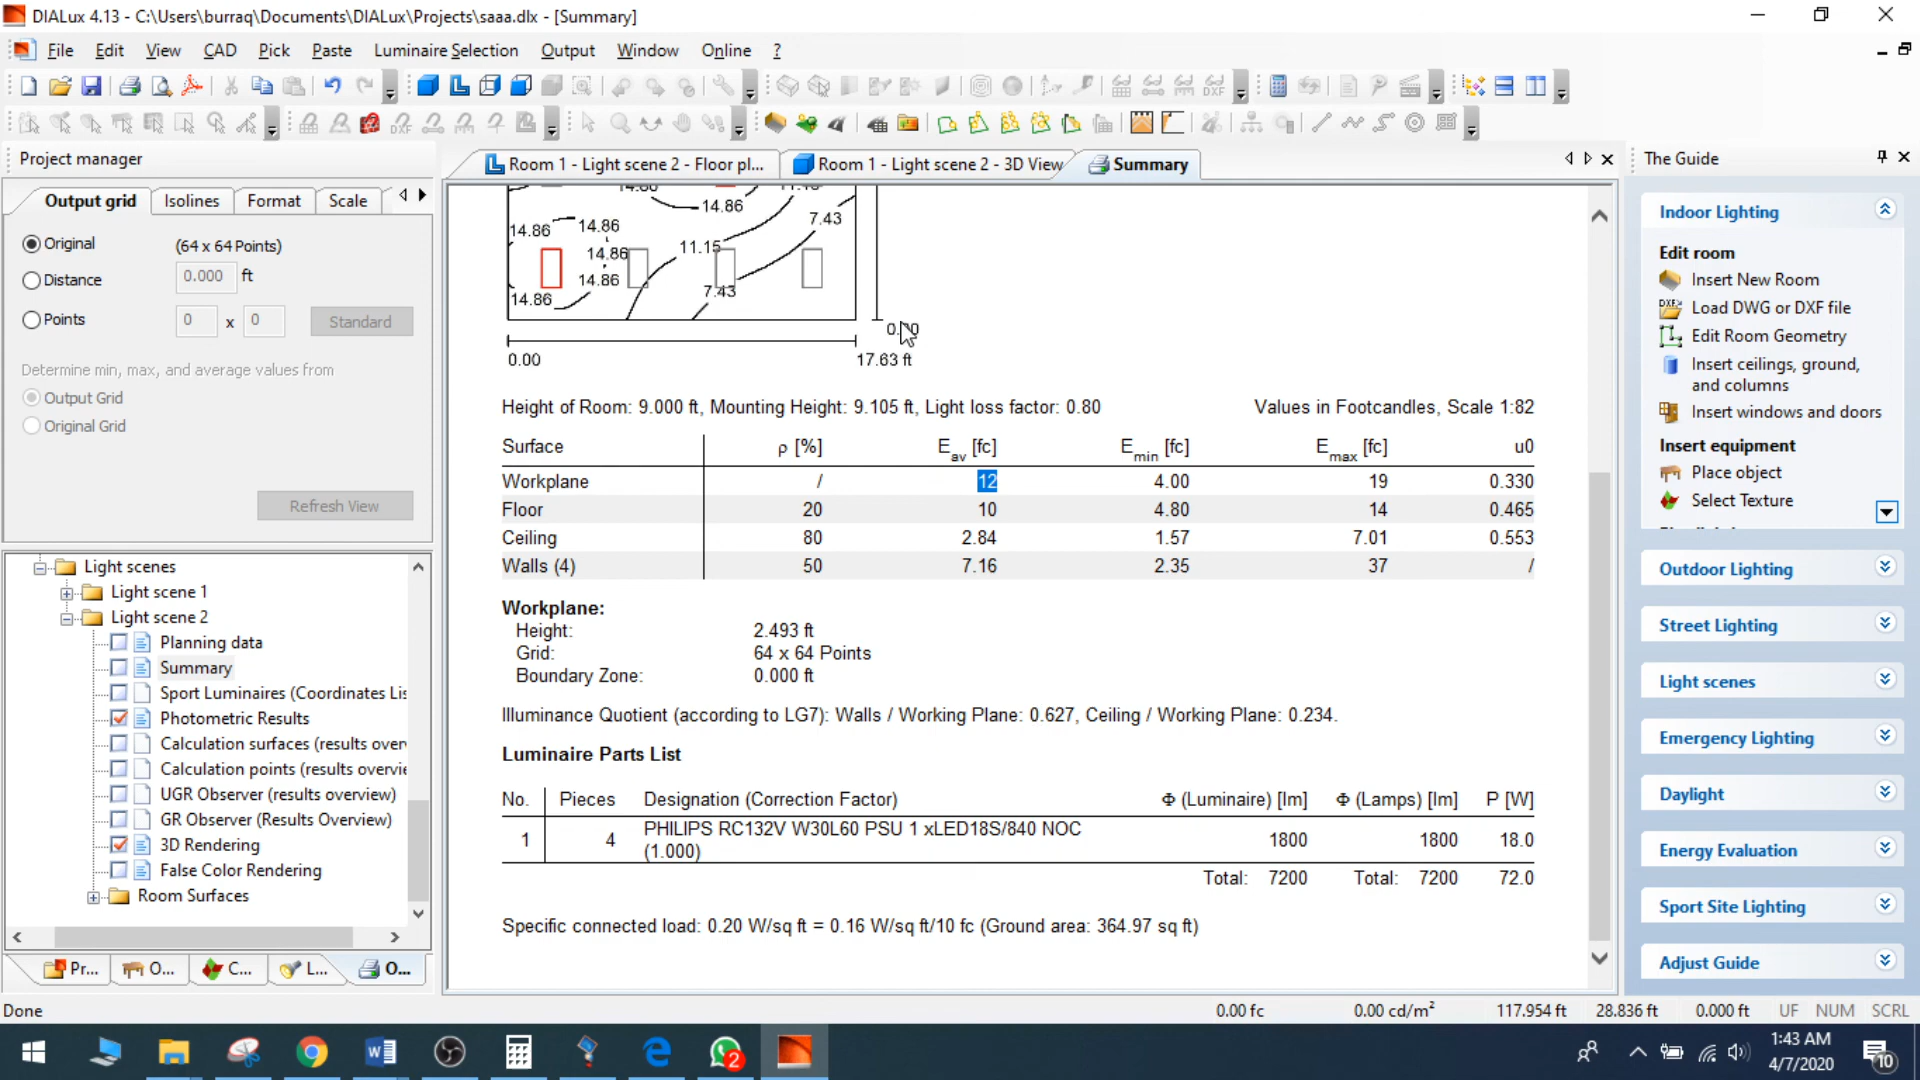 DIALux 4.13 - C:\Users\burraq\Documents\DIALux\Projects\saaa.dlx - [Summary]
File Edit View CAD Pick Paste Luminaire Selection Output Window Online ?
Project manager
Output grid Isolines Format Scale
Original (64 x 64 Points)
Distance 0.000 ft
Points 0 x 0 Standard
Determine min, max, and average values from
Output Grid
Original Grid
Refresh View
Light scenes
Light scene 1
Light scene 2
Planning data
Summary
Sport Luminaires (Coordinates Lis
Photometric Results
Calculation surfaces (results over
Calculation points (results overvie
UGR Observer (results overview)
GR Observer (Results Overview)
3D Rendering
False Color Rendering
Room Surfaces
Pr... O... C... L... O...
Room 1 - Light scene 2 - Floor pl... Room 1 - Light scene 2 - 3D View Summary
14.86
14.86 14.86 11.15 7.43
14.86
14.86 14.86 7.43
0.00 17.63 ft
Height of Room: 9.000 ft, Mounting Height: 9.105 ft, Light loss factor: 0.80 Values in Footcandles, Scale 1:82
Surface ρ [%] Eav [fc] Emin [fc] Emax [fc] u0
Workplane / 12 4.00 19 0.330
Floor 20 10 4.80 14 0.465
Ceiling 80 2.84 1.57 7.01 0.553
Walls (4) 50 7.16 2.35 37 /
Workplane:
Height: 2.493 ft
Grid: 64 x 64 Points
Boundary Zone: 0.000 ft
Illuminance Quotient (according to LG7): Walls / Working Plane: 0.627, Ceiling / Working Plane: 0.234.
Luminaire Parts List
No. Pieces Designation (Correction Factor) Φ (Luminaire) [lm] Φ (Lamps) [lm] P [W]
1 4 PHILIPS RC132V W30L60 PSU 1 xLED18S/840 NOC (1.000) 1800 1800 18.0
Total: 7200 Total: 7200 72.0
Specific connected load: 0.20 W/sq ft = 0.16 W/sq ft/10 fc (Ground area: 364.97 sq ft)
The Guide
Indoor Lighting
Edit room
Insert New Room
Load DWG or DXF file
Edit Room Geometry
Insert ceilings, ground,
and columns
Insert windows and doors
Insert equipment
Place object
Select Texture
Outdoor Lighting
Street Lighting
Light scenes
Emergency Lighting
Daylight
Energy Evaluation
Sport Site Lighting
Adjust Guide
Done 0.00 fc 0.00 cd/m² 117.954 ft 28.836 ft 0.000 ft UF NUM SCRL
2
1:43 AM
4/7/2020
10